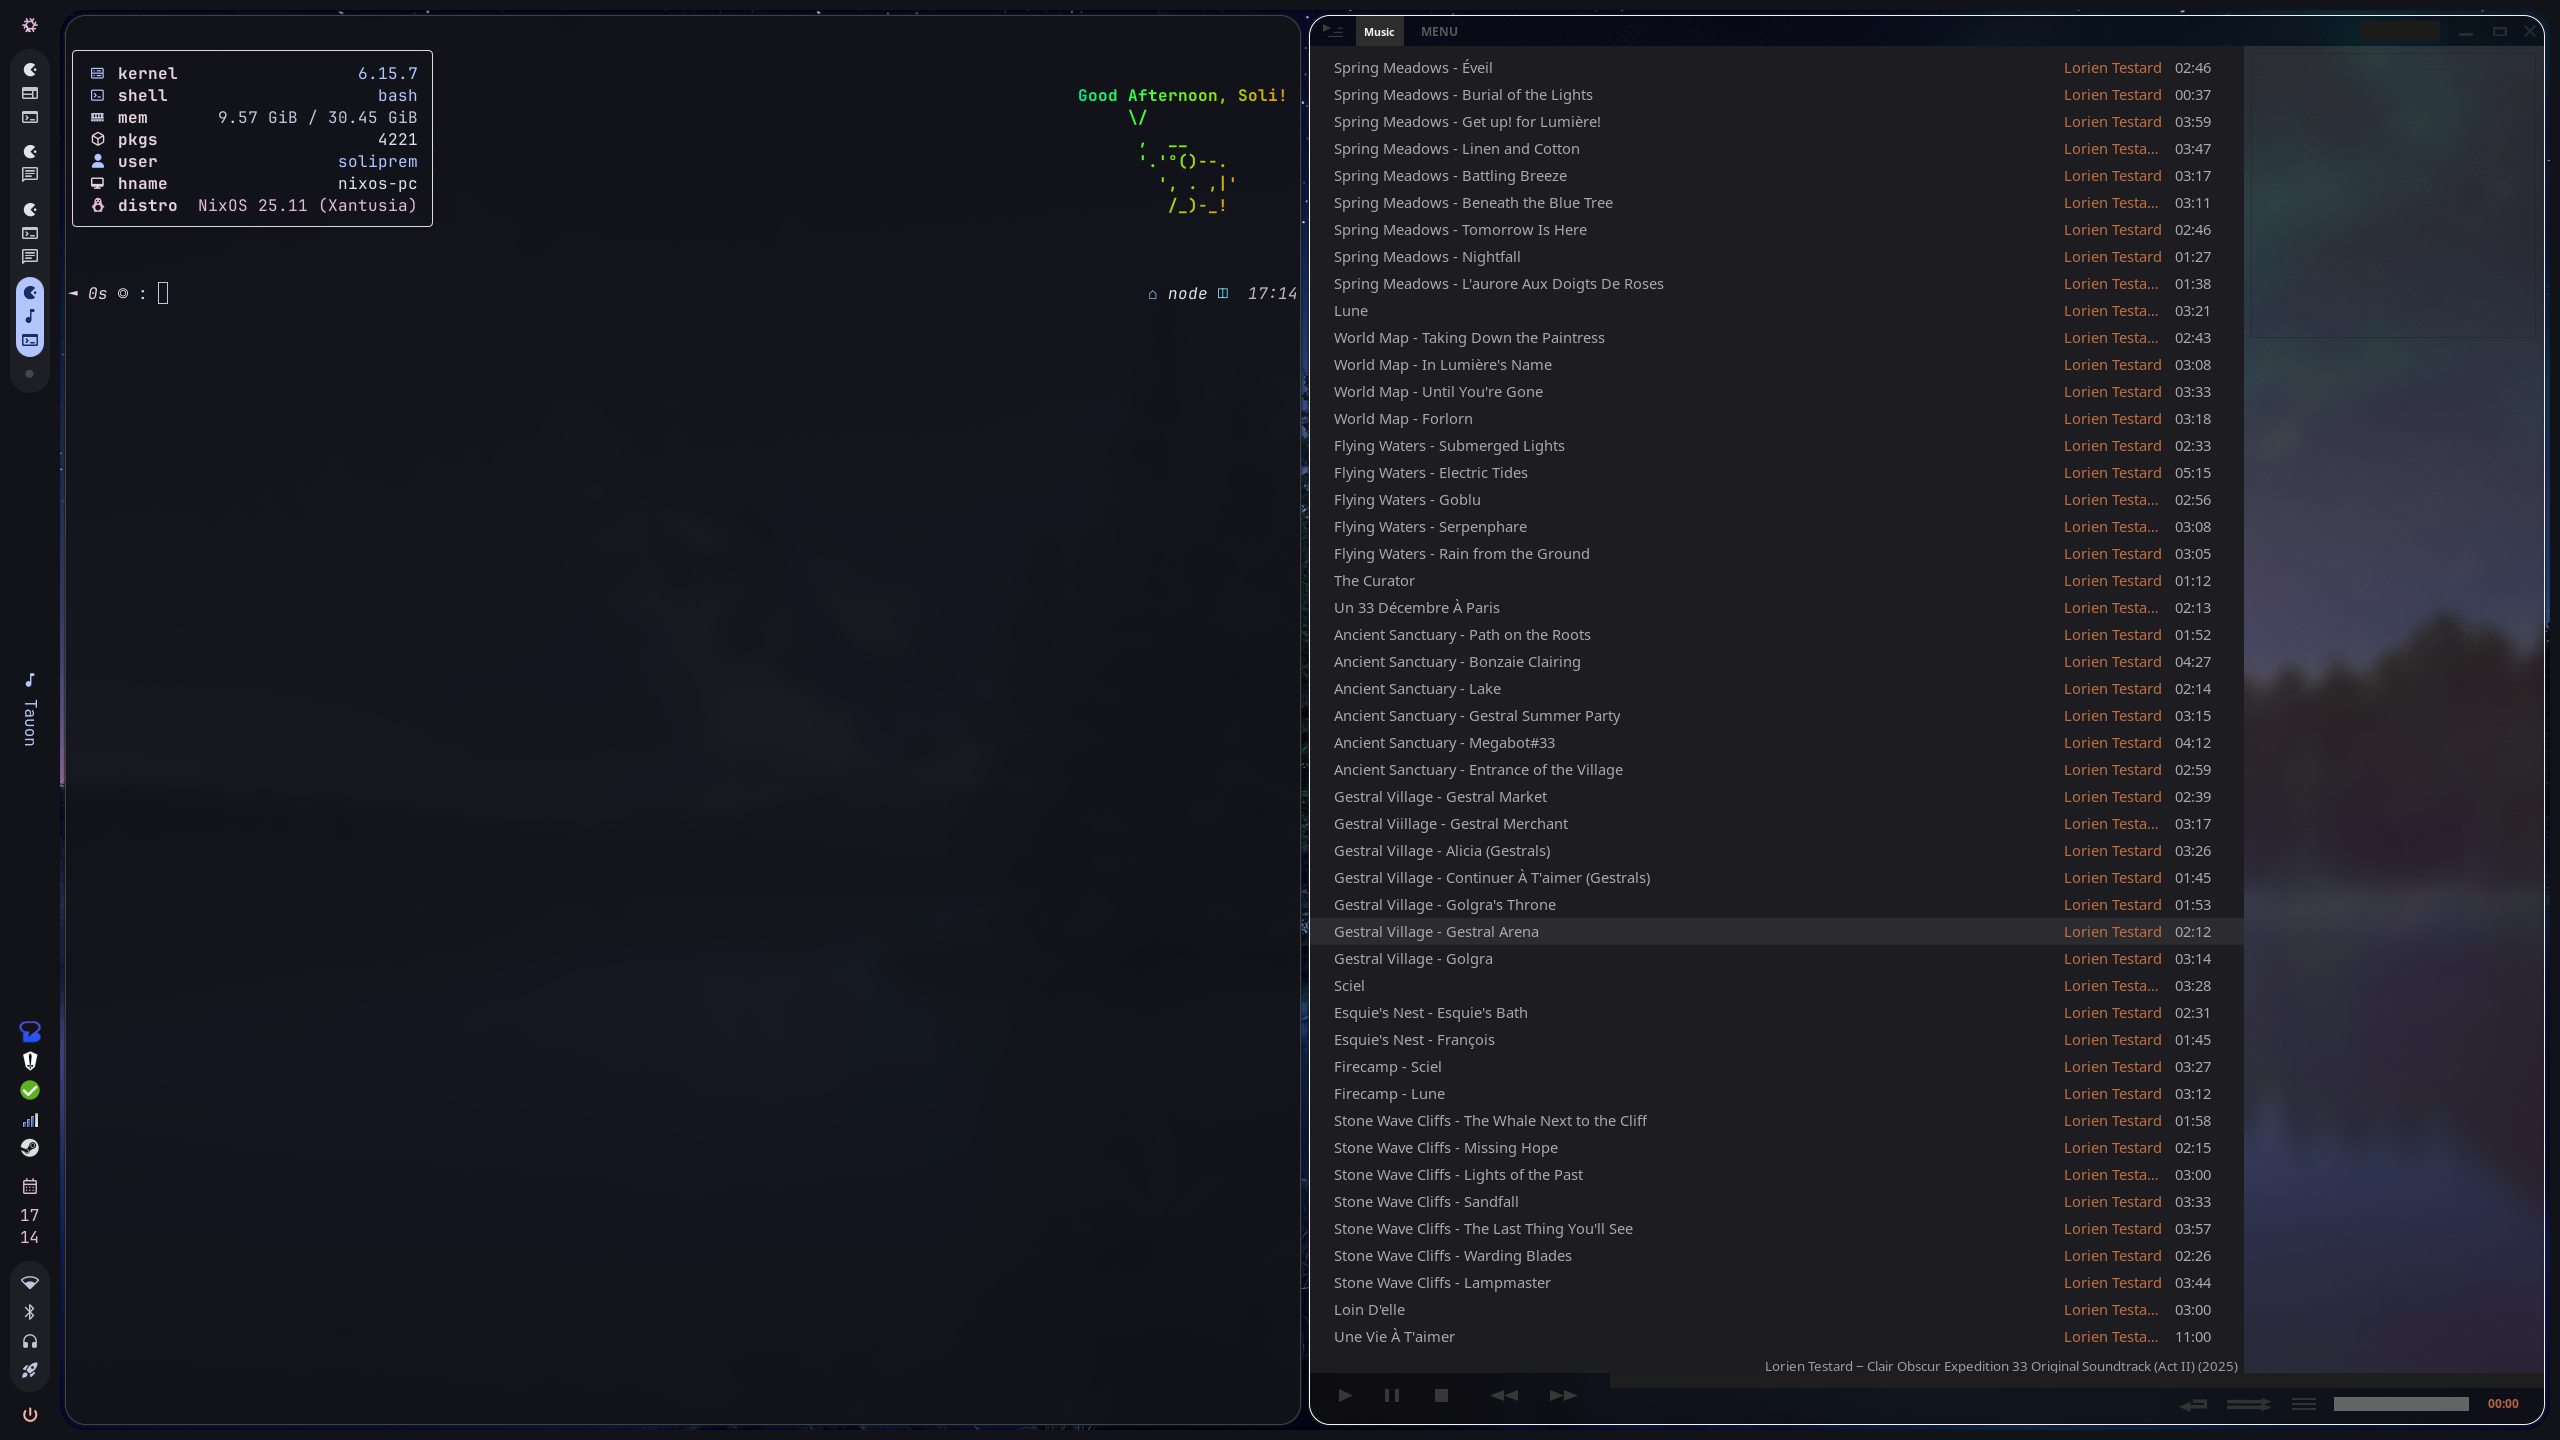 kernel 6.15.7
shell bash
mem 9.57 GiB / 30.45 GiB
pkgs 4221
user soliprem
hname nixos-pc
distro NixOS 25.11 (Xantusia)
Good Afternoon, Soli!
\/
,  __
'.'°()--.
', . ,|'
/_)-_!
0s : node 17:14
Tauon
17
14
Music MENU
Spring Meadows - Éveil Lorien Testard 02:46
Spring Meadows - Burial of the Lights Lorien Testard 00:37
Spring Meadows - Get up! for Lumière! Lorien Testard 03:59
Spring Meadows - Linen and Cotton Lorien Testa... 03:47
Spring Meadows - Battling Breeze Lorien Testard 03:17
Spring Meadows - Beneath the Blue Tree Lorien Testa... 03:11
Spring Meadows - Tomorrow Is Here Lorien Testard 02:46
Spring Meadows - Nightfall Lorien Testa... 01:27
Spring Meadows - L'aurore Aux Doigts De Roses Lorien Testard 01:38
Lune Lorien Testa... 03:21
World Map - Taking Down the Paintress Lorien Testa... 02:43
World Map - In Lumière's Name Lorien Testa... 03:08
World Map - Until You're Gone Lorien Testard 03:33
World Map - Forlorn Lorien Testard 03:18
Flying Waters - Submerged Lights Lorien Testard 02:33
Flying Waters - Electric Tides Lorien Testard 05:15
Flying Waters - Goblu Lorien Testa... 02:56
Flying Waters - Serpenphare Lorien Testa... 03:08
Flying Waters - Rain from the Ground Lorien Testard 03:05
The Curator Lorien Testard 01:12
Un 33 Décembre À Paris Lorien Testa... 02:13
Ancient Sanctuary - Path on the Roots Lorien Testard 01:52
Ancient Sanctuary - Bonzaie Clairing Lorien Testard 04:27
Ancient Sanctuary - Lake Lorien Testard 02:14
Ancient Sanctuary - Gestral Summer Party Lorien Testard 03:15
Ancient Sanctuary - Megabot#33 Lorien Testard 04:12
Ancient Sanctuary - Entrance of the Village Lorien Testard 02:59
Gestral Village - Gestral Market Lorien Testard 02:39
Gestral Viillage - Gestral Merchant Lorien Testa... 03:17
Gestral Village - Alicia (Gestrals) Lorien Testard 03:26
Gestral Village - Continuer À T'aimer (Gestrals) Lorien Testard 01:45
Gestral Village - Golgra's Throne Lorien Testard 01:53
Gestral Village - Gestral Arena Lorien Testard 02:12
Gestral Village - Golgra Lorien Testard 03:14
Sciel Lorien Testa... 03:28
Esquie's Nest - Esquie's Bath Lorien Testard 02:31
Esquie's Nest - François Lorien Testard 01:45
Firecamp - Sciel Lorien Testard 03:27
Firecamp - Lune Lorien Testard 03:12
Stone Wave Cliffs - The Whale Next to the Cliff Lorien Testard 01:58
Stone Wave Cliffs - Missing Hope Lorien Testard 02:15
Stone Wave Cliffs - Lights of the Past Lorien Testa... 03:00
Stone Wave Cliffs - Sandfall Lorien Testard 03:33
Stone Wave Cliffs - The Last Thing You'll See Lorien Testard 03:57
Stone Wave Cliffs - Warding Blades Lorien Testard 02:26
Stone Wave Cliffs - Lampmaster Lorien Testard 03:44
Loin D'elle Lorien Testa... 03:00
Une Vie À T'aimer Lorien Testa... 11:00
Lorien Testard – Clair Obscur Expedition 33 Original Soundtrack (Act II) (2025)
00:00